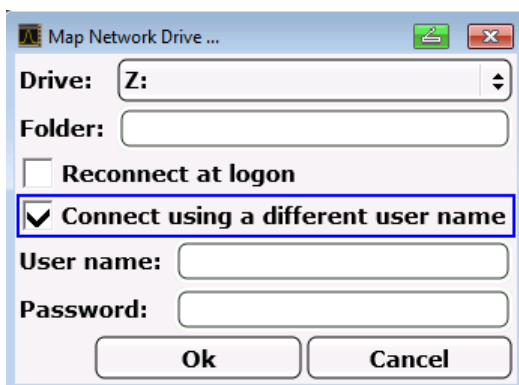 Map Network Drive ...
Drive: Z:
Folder:
Reconnect at logon
Connect using a different user name
User name:
Password:
Ok Cancel